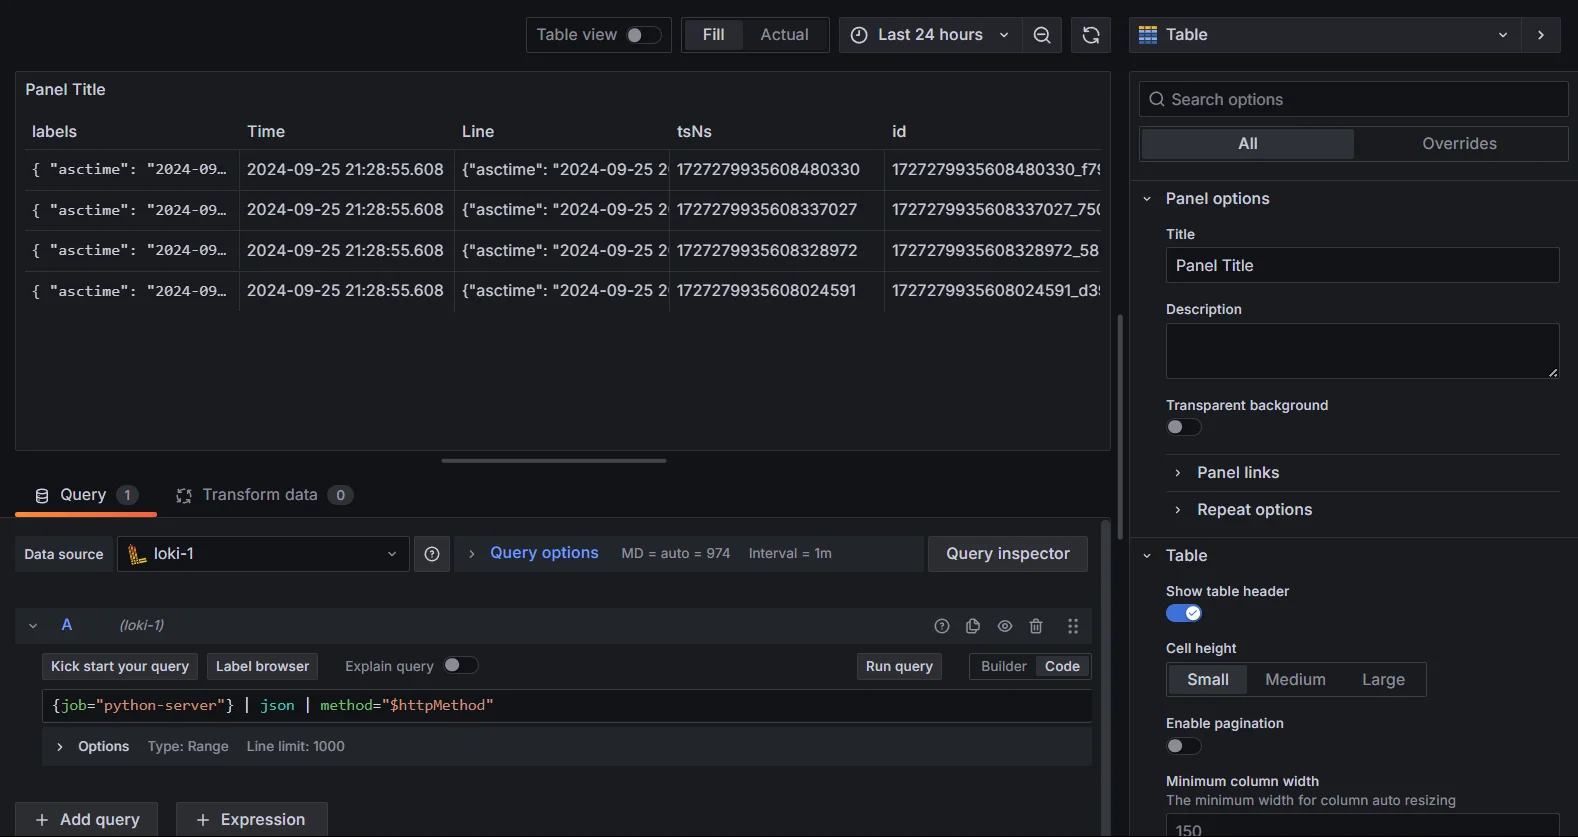 Table view
Fill
Actual
Last 24 hours
Table
Panel Title
labels Time Line tsNs id
{ "asctime": "2024-09… 2024-09-25 21:28:55.608 {"asctime": "2024-09-25 2 1727279935608480330 1727279935608480330_f79
{ "asctime": "2024-09… 2024-09-25 21:28:55.608 {"asctime": "2024-09-25 2 1727279935608337027 1727279935608337027_750
{ "asctime": "2024-09… 2024-09-25 21:28:55.608 {"asctime": "2024-09-25 2 1727279935608328972 1727279935608328972_58
{ "asctime": "2024-09… 2024-09-25 21:28:55.608 {"asctime": "2024-09-25 2 1727279935608024591 1727279935608024591_d39
Query 1
Transform data 0
Data source
loki-1
Query options MD = auto = 974 Interval = 1m
Query inspector
A (loki-1)
Kick start your query
Label browser
Explain query
Run query
Builder
Code
{job="python-server"} | json | method="$httpMethod"
Options Type: Range Line limit: 1000
+ Add query
+ Expression
Search options
All
Overrides
Panel options
Title
Panel Title
Description
Transparent background
Panel links
Repeat options
Table
Show table header
Cell height
Small
Medium
Large
Enable pagination
Minimum column width
The minimum width for column auto resizing
150